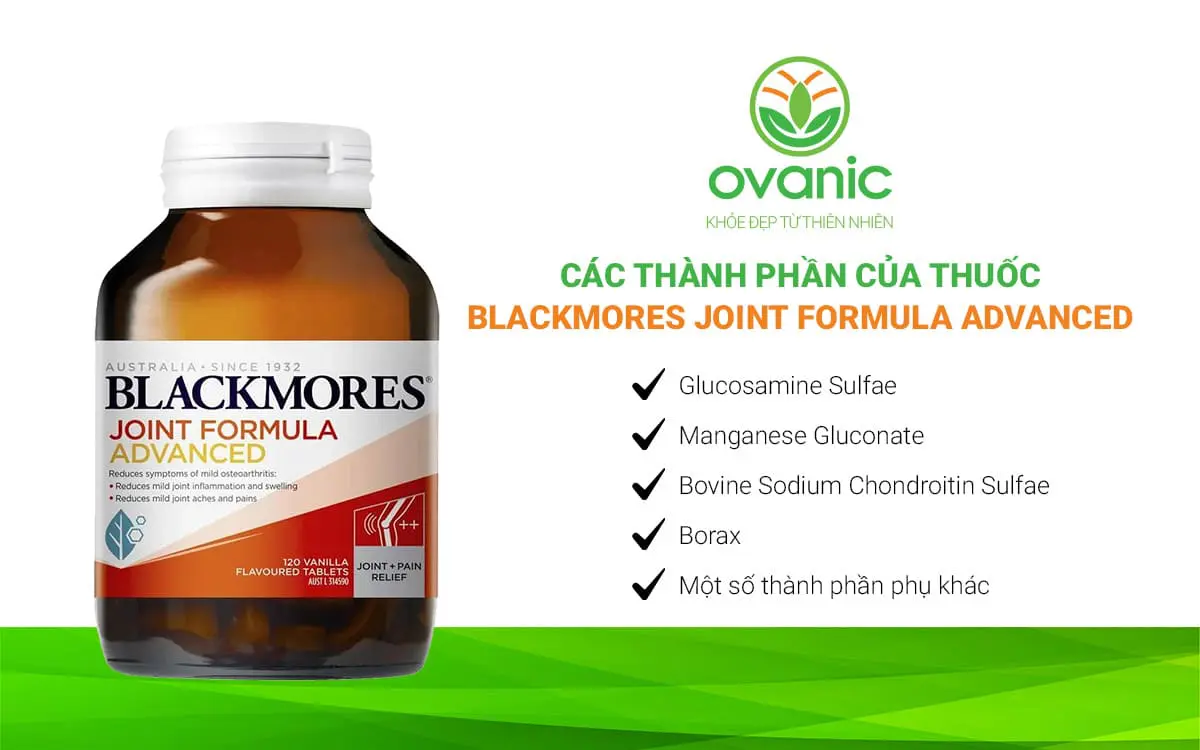 AUSTRALIA • SINCE 1932
BLACKMORES®
JOINT FORMULA
ADVANCED
Reduces symptoms of mild osteoarthritis:
• Reduces mild joint inflammation and swelling
• Reduces mild joint aches and pains
120 VANILLA
FLAVOURED TABLETS
AUST L 314590
++
JOINT + PAIN
RELIEF
ovanic
KHỎE ĐẸP TỪ THIÊN NHIÊN
CÁC THÀNH PHẦN CỦA THUỐC
BLACKMORES JOINT FORMULA ADVANCED
✔ Glucosamine Sulfae
✔ Manganese Gluconate
✔ Bovine Sodium Chondroitin Sulfae
✔ Borax
✔ Một số thành phần phụ khác